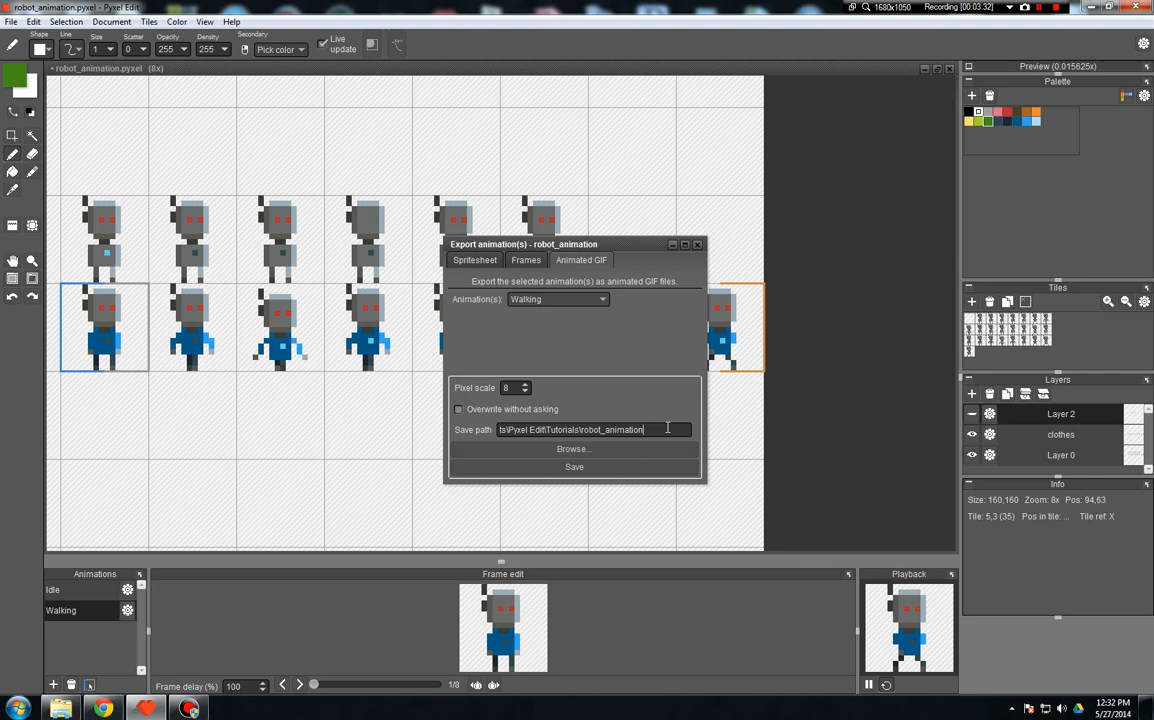 robot_animation.pyxel - Pyxel Edit
1680x1050
Recording [00:03.32]
File Edit Selection Document Tiles Color View Help
Shape Line Size Scatter Opacity Density Secondary
1 0 255 255 Pick color Live update
robot_animation.pyxel (8x)
Export animation(s) - robot_animation
Spritesheet Frames Animated GIF
Export the selected animation(s) as animated GIF files.
Animation(s): Walking
Pixel scale 8
Overwrite without asking
Save path ts\Pyxel Edit\Tutorials\robot_animation
Browse...
Save
Preview (0.015625x)
Palette
Tiles
Layers
Layer 2
clothes
Layer 0
Info
Size: 160,160 Zoom: 8x Pos: 94,63
Tile: 5,3 (35) Pos in tile: ... Tile ref: X
Animations
Idle
Walking
Frame edit
Frame delay (%) 100
1/8
Playback
12:32 PM
5/27/2014